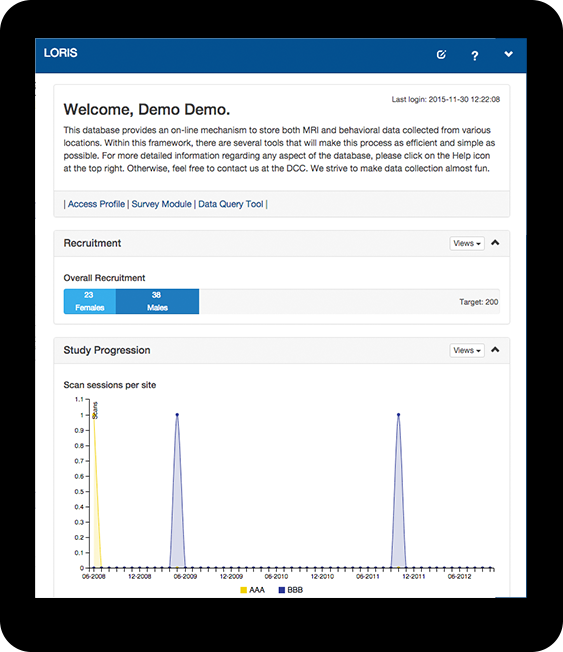 LORIS
?
Last login: 2015-11-30 12:22:08
Welcome, Demo Demo.
This database provides an on-line mechanism to store both MRI and behavioral data collected from various
locations. Within this framework, there are several tools that will make this process as efficient and simple as
possible. For more detailed information regarding any aspect of the database, please click on the Help icon
at the top right. Otherwise, feel free to contact us at the DCC. We strive to make data collection almost fun.
| Access Profile | Survey Module | Data Query Tool |
Recruitment Views
Overall Recruitment
23 38
Females Males Target: 200
Study Progression Views
Scan sessions per site
Scans
1.1
1
0.9
0.8
0.7
0.6
0.5
0.4
0.3
0.2
0.1
0
06-2008 12-2008 06-2009 12-2009 06-2010 12-2010 06-2011 12-2011 06-2012
AAA BBB